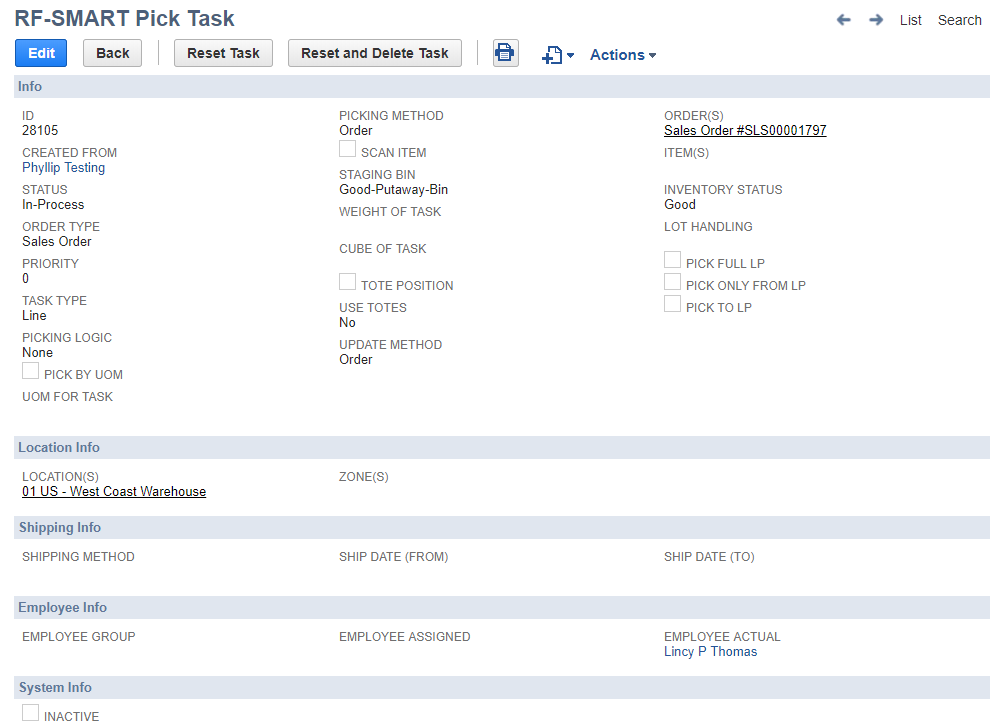 RF-SMART Pick Task
List Search
Edit Back Reset Task Reset and Delete Task Actions
Info
ID
28105
CREATED FROM
Phyllip Testing
STATUS
In-Process
ORDER TYPE
Sales Order
PRIORITY
0
TASK TYPE
Line
PICKING LOGIC
None
PICK BY UOM
UOM FOR TASK
PICKING METHOD
Order
SCAN ITEM
STAGING BIN
Good-Putaway-Bin
WEIGHT OF TASK
CUBE OF TASK
TOTE POSITION
USE TOTES
No
UPDATE METHOD
Order
ORDER(S)
Sales Order #SLS00001797
ITEM(S)
INVENTORY STATUS
Good
LOT HANDLING
PICK FULL LP
PICK ONLY FROM LP
PICK TO LP
Location Info
LOCATION(S)
01 US - West Coast Warehouse
ZONE(S)
Shipping Info
SHIPPING METHOD
SHIP DATE (FROM)
SHIP DATE (TO)
Employee Info
EMPLOYEE GROUP
EMPLOYEE ASSIGNED
EMPLOYEE ACTUAL
Lincy P Thomas
System Info
INACTIVE